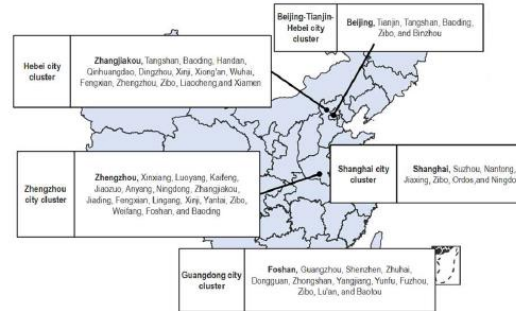 Beijing-Tianjin-
Hebei city
cluster
Beijing, Tianjin, Tangshan, Baoding,
Zibo, and Binzhou
Hebei city
cluster
Zhangjiakou, Tangshan, Baoding, Handan,
Qinhuangdao, Dingzhou, Xinji, Xiong'an, Wuhai,
Fengxian, Zhengzhou, Zibo, Liaocheng,and Xiamen
Zhengzhou
city cluster
Zhengzhou, Xinxiang, Luoyang, Kaifeng,
Jiaozuo, Anyang, Ningdong, Zhangjiakou,
Jiading, Fengxian, Lingang, Xinji, Yantai, Zibo,
Weifang, Foshan, and Baoding
Shanghai city
cluster
Shanghai, Suzhou, Nantong,
Jiaxing, Zibo, Ordos,and Ningdo
Guangdong city
cluster
Foshan, Guangzhou, Shenzhen, Zhuhai,
Dongguan, Zhongshan, Yangjiang, Yunfu, Fuzhou,
Zibo, Lu'an, and Baotou